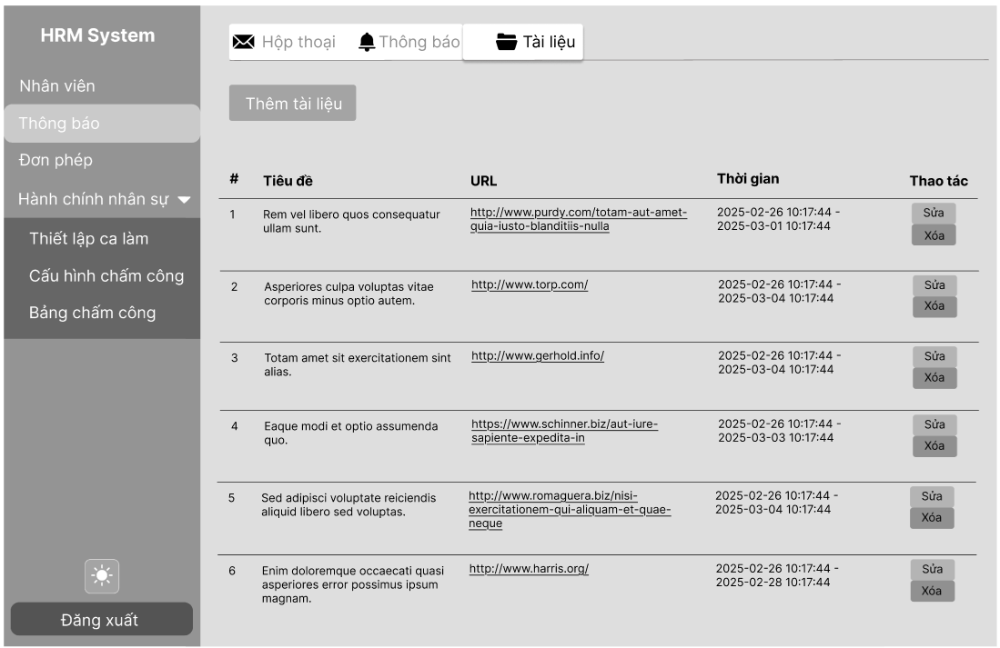 HRM System
Nhân viên
Thông báo
Đơn phép
Hành chính nhân sự
Thiết lập ca làm
Cấu hình chấm công
Bảng chấm công
Đăng xuất
Hộp thoại Thông báo Tài liệu
Thêm tài liệu
# Tiêu đề URL Thời gian Thao tác
1 Rem vel libero quos consequatur http://www.purdy.com/totam-aut-amet- 2025-02-26 10:17:44 - Sửa
ullam sunt. quia-iusto-blanditiis-nulla 2025-03-01 10:17:44 Xóa
2 Asperiores culpa voluptas vitae http://www.torp.com/ 2025-02-26 10:17:44 - Sửa
corporis minus optio autem. 2025-03-04 10:17:44 Xóa
3 Totam amet sit exercitationem sint http://www.gerhold.info/ 2025-02-26 10:17:44 - Sửa
alias. 2025-03-04 10:17:44 Xóa
4 Eaque modi et optio assumenda https://www.schinner.biz/aut-iure- 2025-02-26 10:17:44 - Sửa
quo. sapiente-expedita-in 2025-03-03 10:17:44 Xóa
5 Sed adipisci voluptate reiciendis http://www.romaguera.biz/nisi- 2025-02-26 10:17:44 - Sửa
aliquid libero sed voluptas. exercitationem-qui-aliquam-et-quae- 2025-03-04 10:17:44 Xóa
neque
6 Enim doloremque occaecati quasi http://www.harris.org/ 2025-02-26 10:17:44 - Sửa
asperiores error possimus ipsum 2025-02-28 10:17:44 Xóa
magnam.